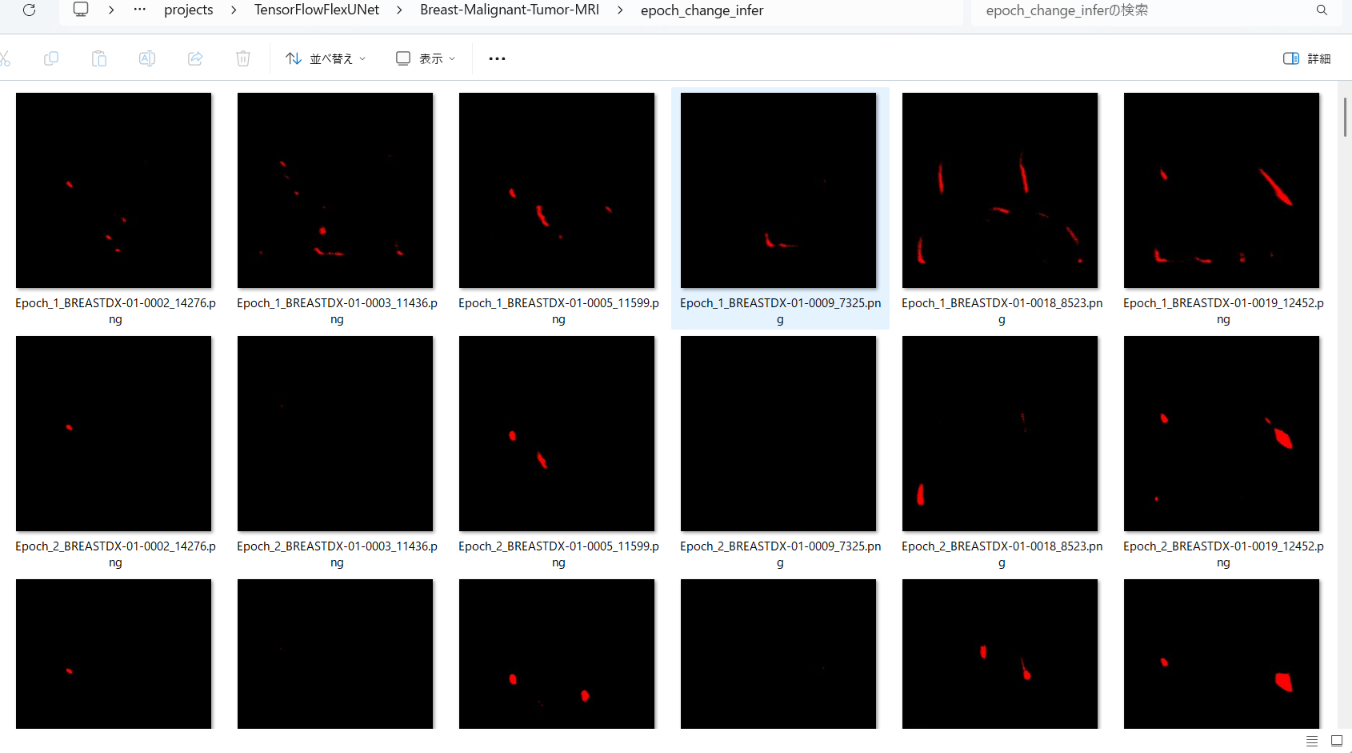 projects > TensorFlowFlexUNet > Breast-Malignant-Tumor-MRI > epoch_change_infer
epoch_change_inferの検索
並べ替え
表示
詳細
Epoch_1_BREASTDX-01-0002_14276.p
ng
Epoch_1_BREASTDX-01-0003_11436.p
ng
Epoch_1_BREASTDX-01-0005_11599.p
ng
Epoch_1_BREASTDX-01-0009_7325.pn
g
Epoch_1_BREASTDX-01-0018_8523.pn
g
Epoch_1_BREASTDX-01-0019_12452.p
ng
Epoch_2_BREASTDX-01-0002_14276.p
ng
Epoch_2_BREASTDX-01-0003_11436.p
ng
Epoch_2_BREASTDX-01-0005_11599.p
ng
Epoch_2_BREASTDX-01-0009_7325.pn
g
Epoch_2_BREASTDX-01-0018_8523.pn
g
Epoch_2_BREASTDX-01-0019_12452.p
ng